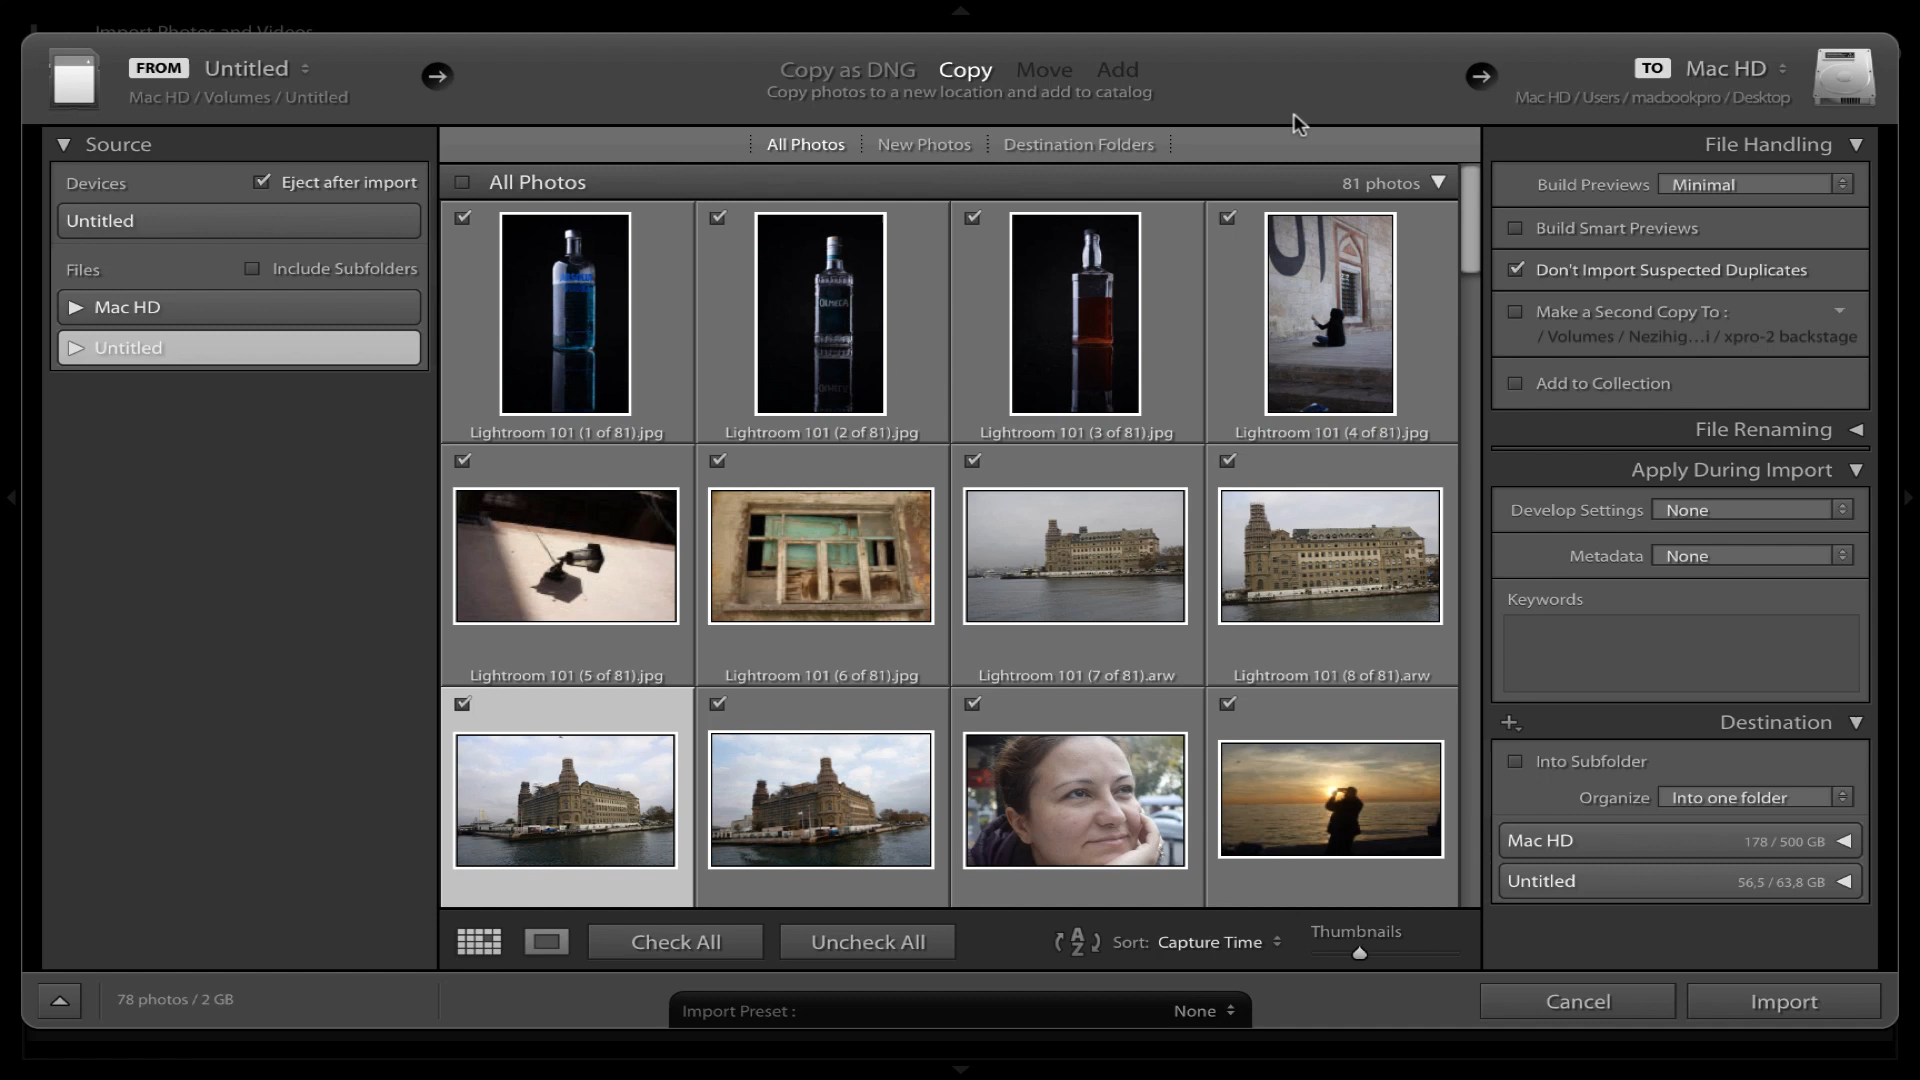 Import Photos and Videos
FROM Untitled
Mac HD / Volumes / Untitled
Copy as DNG Copy Move Add
Copy photos to a new location and add to catalog
TO Mac HD
Mac HD / Users / macbookpro / Desktop
Source
Devices
Eject after import
Untitled
Files
Include Subfolders
Mac HD
Untitled
All Photos New Photos Destination Folders
All Photos
81 photos
OLMECA
Lightroom 101 (1 of 81).jpg
Lightroom 101 (2 of 81).jpg
Lightroom 101 (3 of 81).jpg
Lightroom 101 (4 of 81).jpg
Lightroom 101 (5 of 81).jpg
Lightroom 101 (6 of 81).jpg
Lightroom 101 (7 of 81).arw
Lightroom 101 (8 of 81).arw
Check All
Uncheck All
A
Z
Sort: Capture Time
Thumbnails
File Handling
Build Previews Minimal
Build Smart Previews
Don't Import Suspected Duplicates
Make a Second Copy To :
/ Volumes / Nezihig...i / xpro-2 backstage
Add to Collection
File Renaming
Apply During Import
Develop Settings None
Metadata None
Keywords
Destination
Into Subfolder
Organize Into one folder
Mac HD 178 / 500 GB
Untitled 56,5 / 63,8 GB
78 photos / 2 GB
Import Preset : None
Cancel
Import